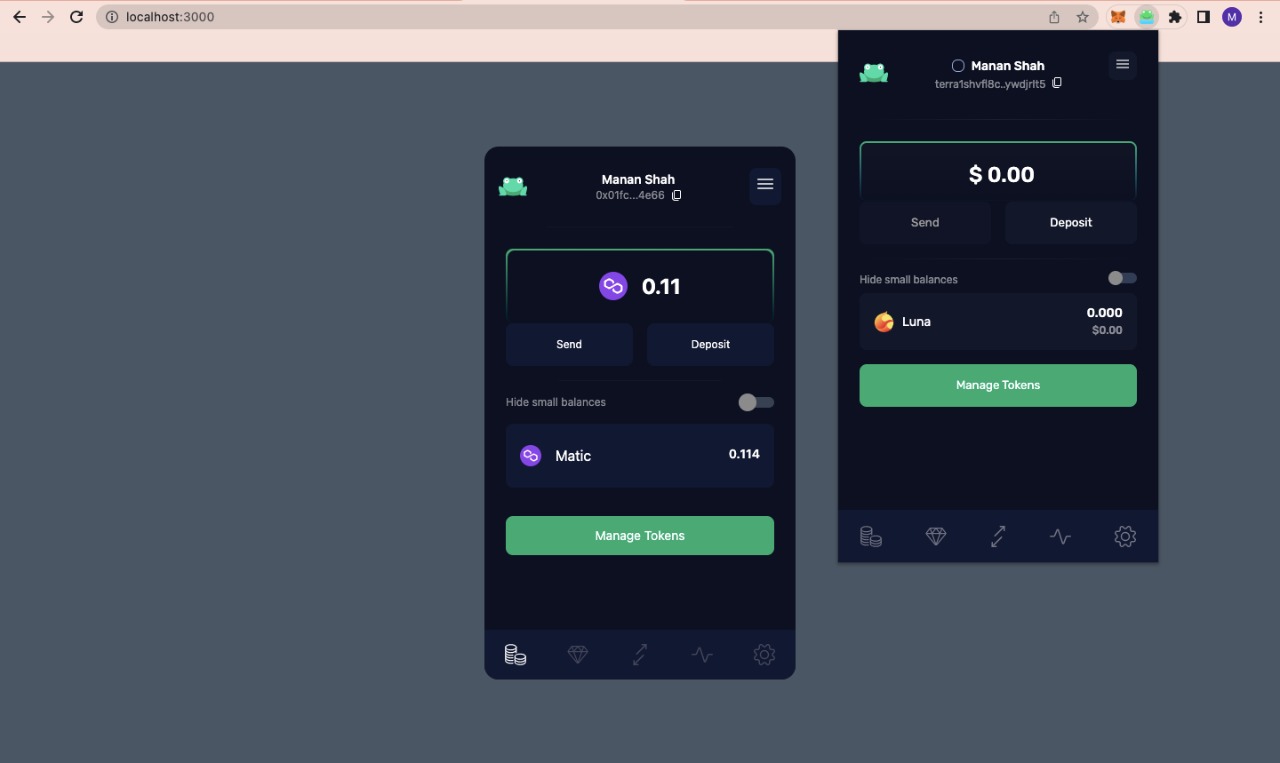 localhost:3000
M
Manan Shah
0x01fc...4e66
0.11
Send
Deposit
Hide small balances
Matic
0.114
Manage Tokens
Manan Shah
terra1shvfl8c..ywdjrlt5
$ 0.00
Send
Deposit
Hide small balances
Luna
0.000
$0.00
Manage Tokens